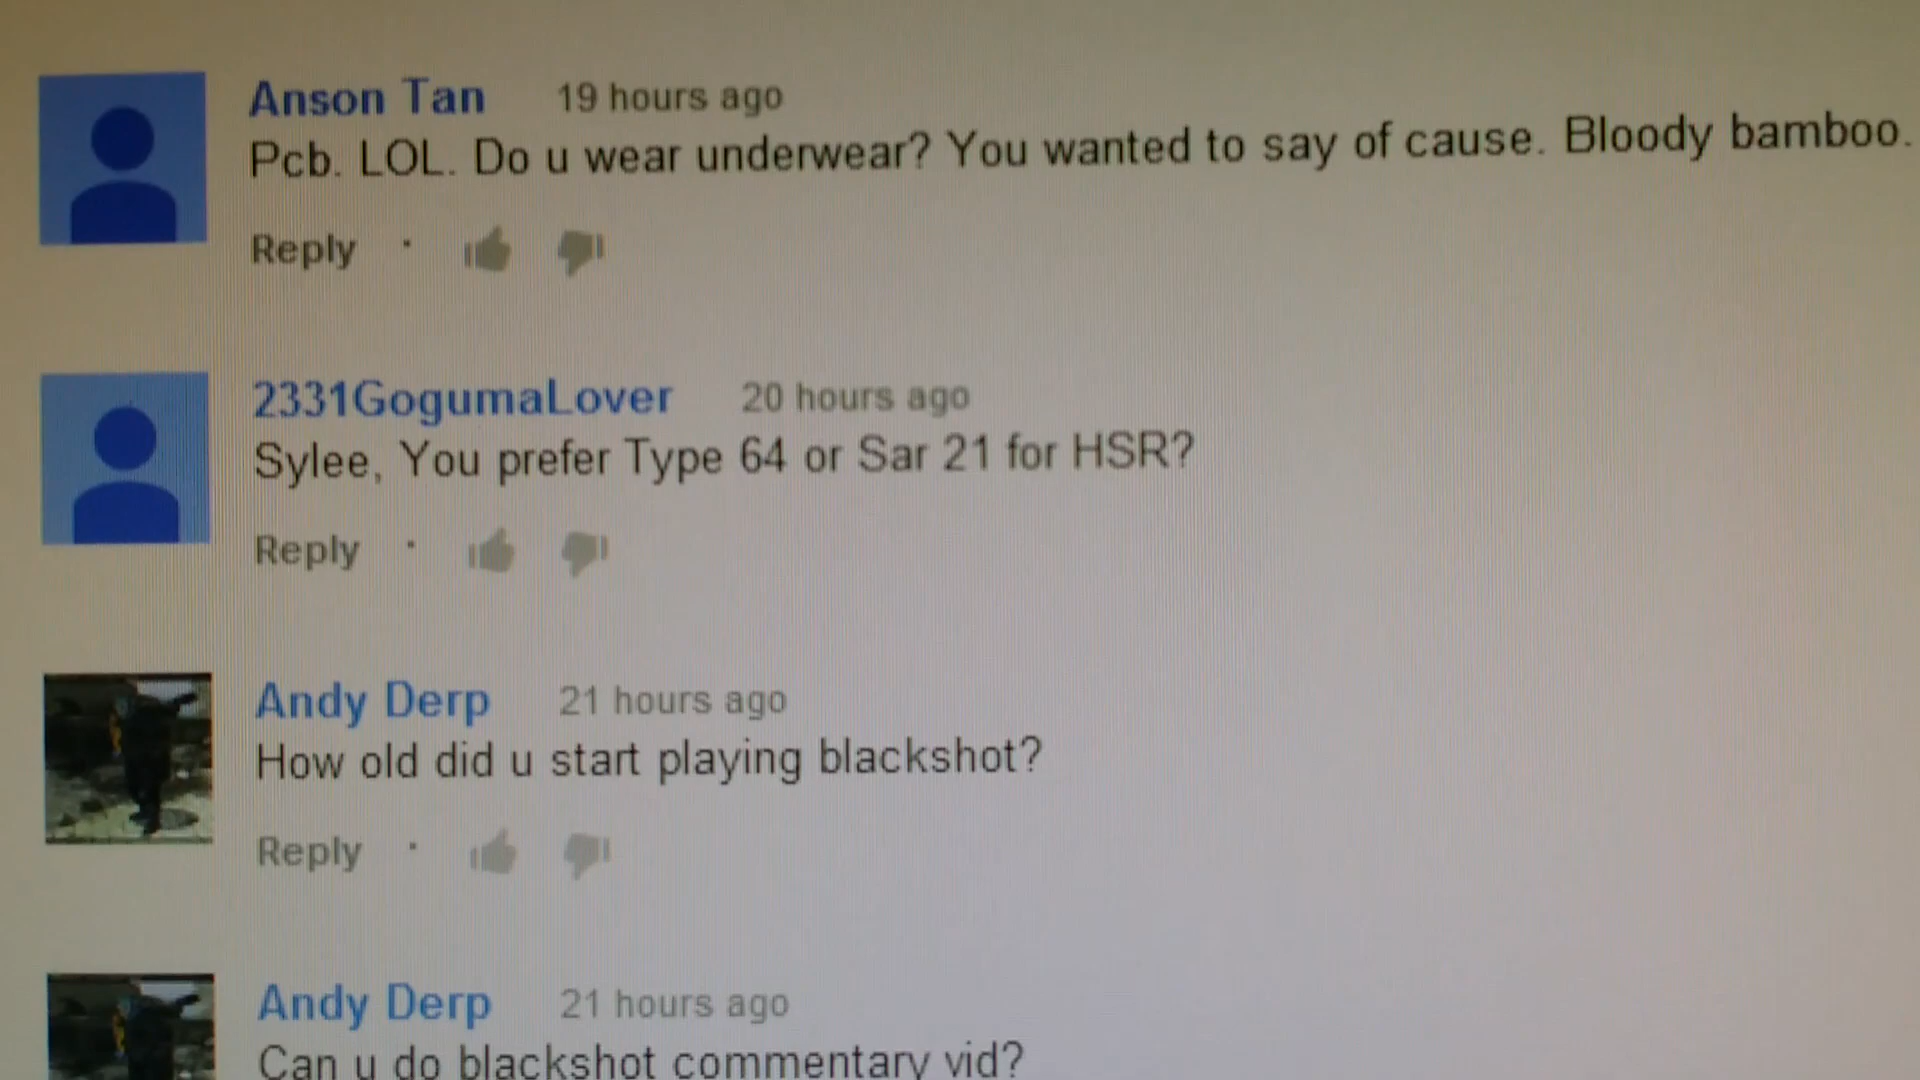 Anson Tan 19 hours ago
Pcb. LOL. Do u wear underwear? You wanted to say of cause. Bloody bamboo.
Reply ·
2331GogumaLover 20 hours ago
Sylee, You prefer Type 64 or Sar 21 for HSR?
Reply ·
Andy Derp 21 hours ago
How old did u start playing blackshot?
Reply ·
Andy Derp 21 hours ago
Can u do blackshot commentary vid?